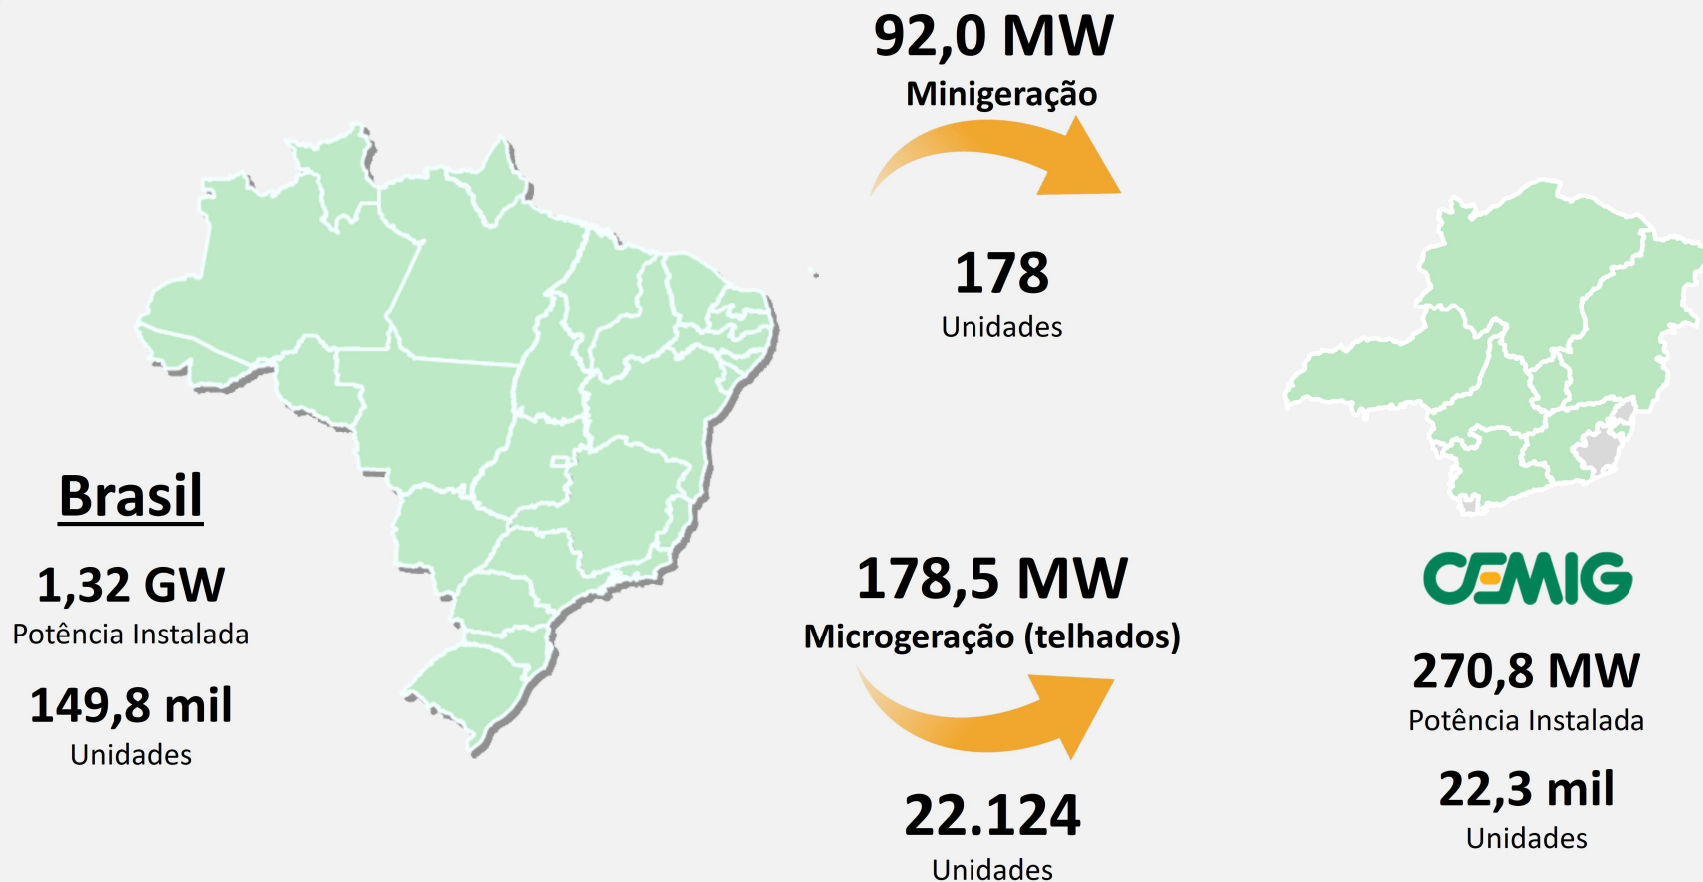 92,0 MW
Minigeração
178
Unidades
Brasil
1,32 GW
Potência Instalada
149,8 mil
Unidades
178,5 MW
Microgeração (telhados)
22.124
Unidades
CEMIG
270,8 MW
Potência Instalada
22,3 mil
Unidades